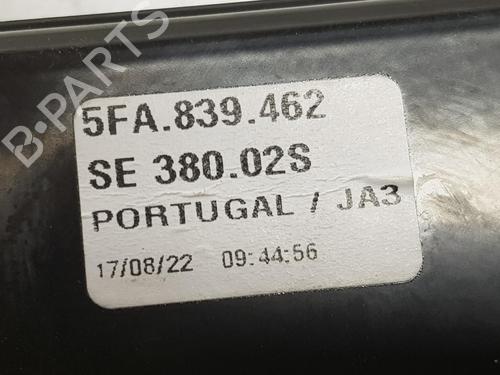 B-PARTS
5FA.839.462
SE 380.02S
PORTUGAL / JA3
17/08/22 09:44:56